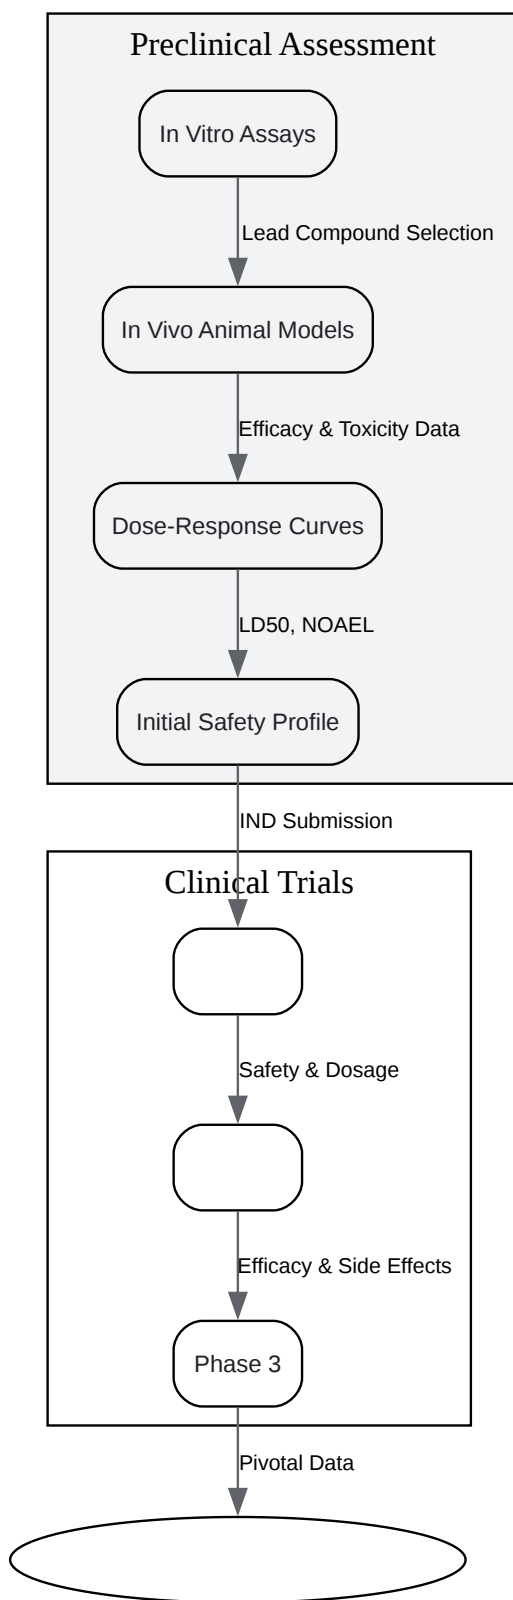 Preclinical Assessment
In Vitro Assays
Lead Compound Selection
In Vivo Animal Models
Efficacy & Toxicity Data
Dose-Response Curves
LD50, NOAEL
Initial Safety Profile
IND Submission
Clinical Trials
Safety & Dosage
Efficacy & Side Effects
Phase 3
Pivotal Data